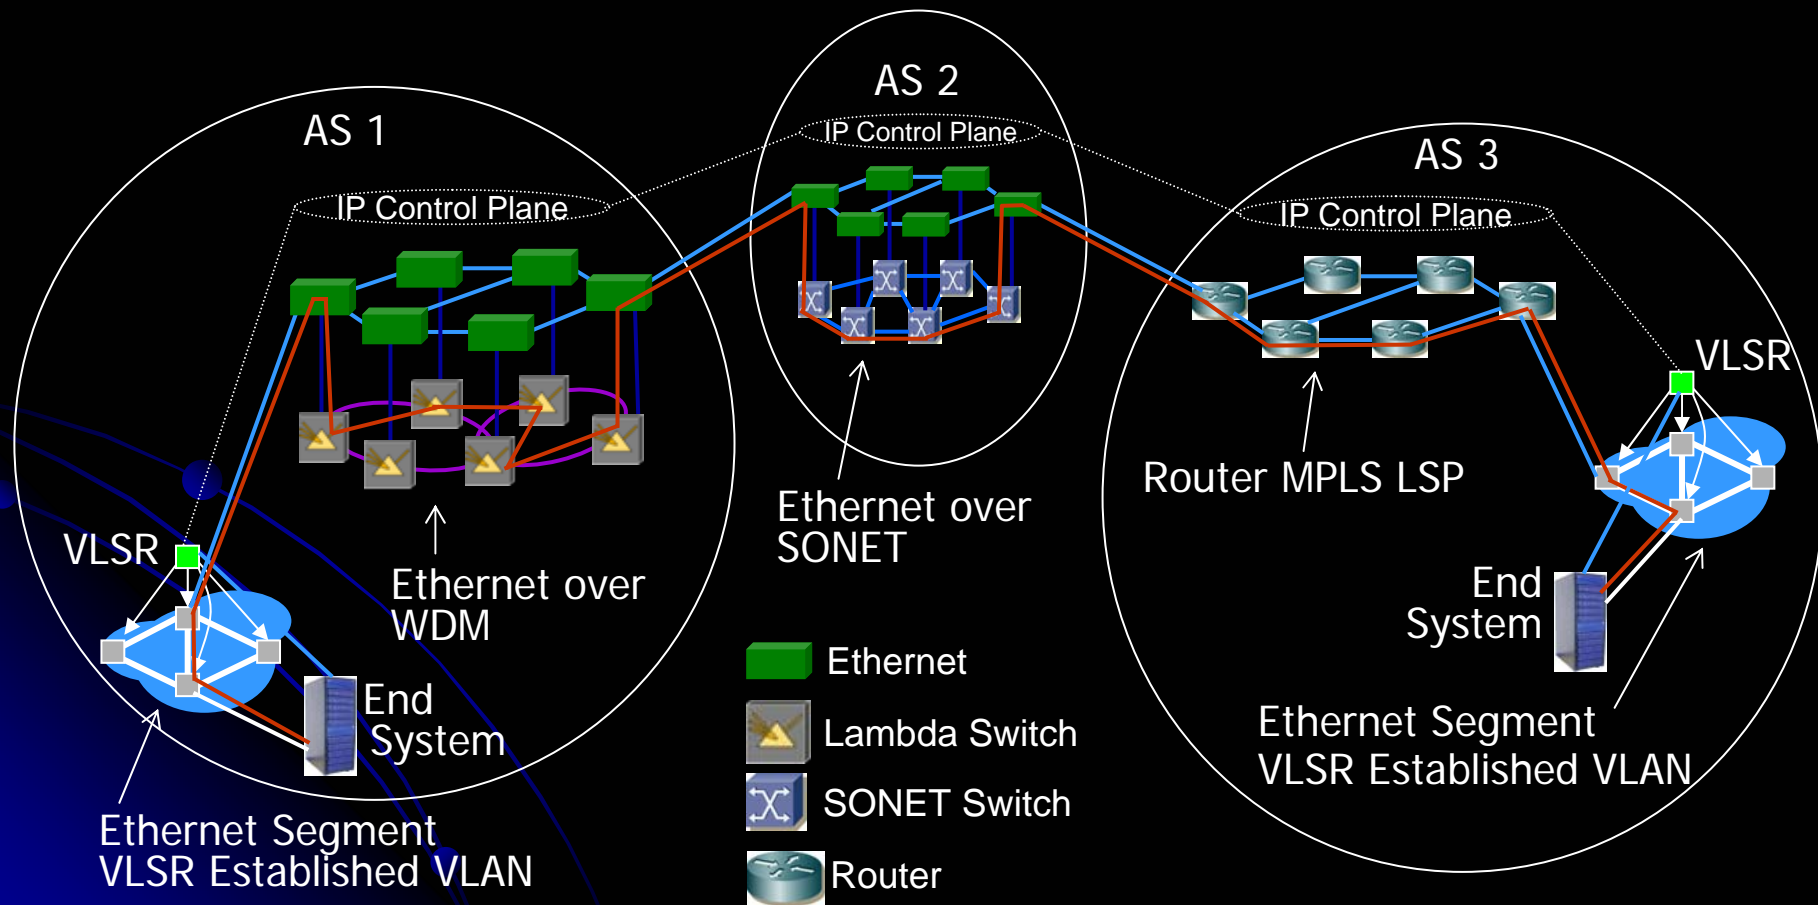 AS 1
IP Control Plane
VLSR
Ethernet over
WDM
End
System
Ethernet Segment
VLSR Established VLAN
AS 2
IP Control Plane
Ethernet over
SONET
Ethernet
Lambda Switch
SONET Switch
Router
AS 3
IP Control Plane
VLSR
Router MPLS LSP
End
System
Ethernet Segment
VLSR Established VLAN